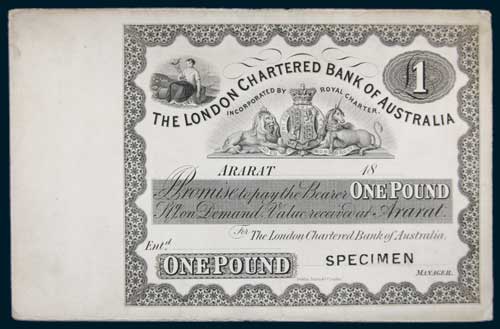 THE LONDON CHARTERED BANK OF AUSTRALIA
£1
INCORPORATED BY ROYAL CHARTER.
ARARAT 18
Promise to pay the Bearer ONE POUND
on Demand. Value received at Ararat.
For The London Chartered Bank of Australia.
Ent.d
ONE POUND
SPECIMEN
MANAGER.